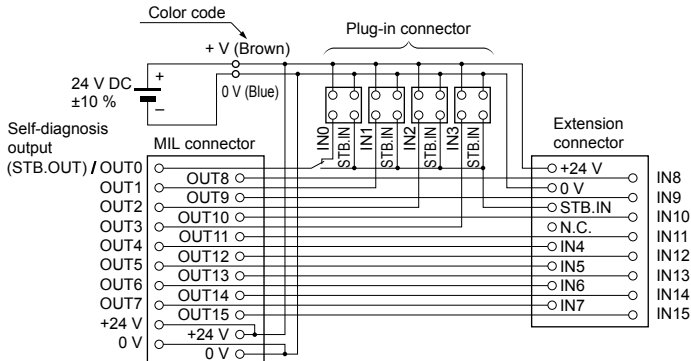 Color code
+ V (Brown)
Plug-in connector
24 V DC
±10 %
+
–
0 V (Blue)
Self-diagnosis
output
(STB.OUT) / OUT0
MIL connector
IN0
STB.IN
IN1
STB.IN
IN2
STB.IN
IN3
STB.IN
Extension
connector
OUT1
OUT2
OUT3
OUT4
OUT5
OUT6
OUT7
+24 V
0 V
OUT8
OUT9
OUT10
OUT11
OUT12
OUT13
OUT14
OUT15
+24 V
0 V
+24 V
0 V
STB.IN
N.C.
IN4
IN5
IN6
IN7
IN8
IN9
IN10
IN11
IN12
IN13
IN14
IN15